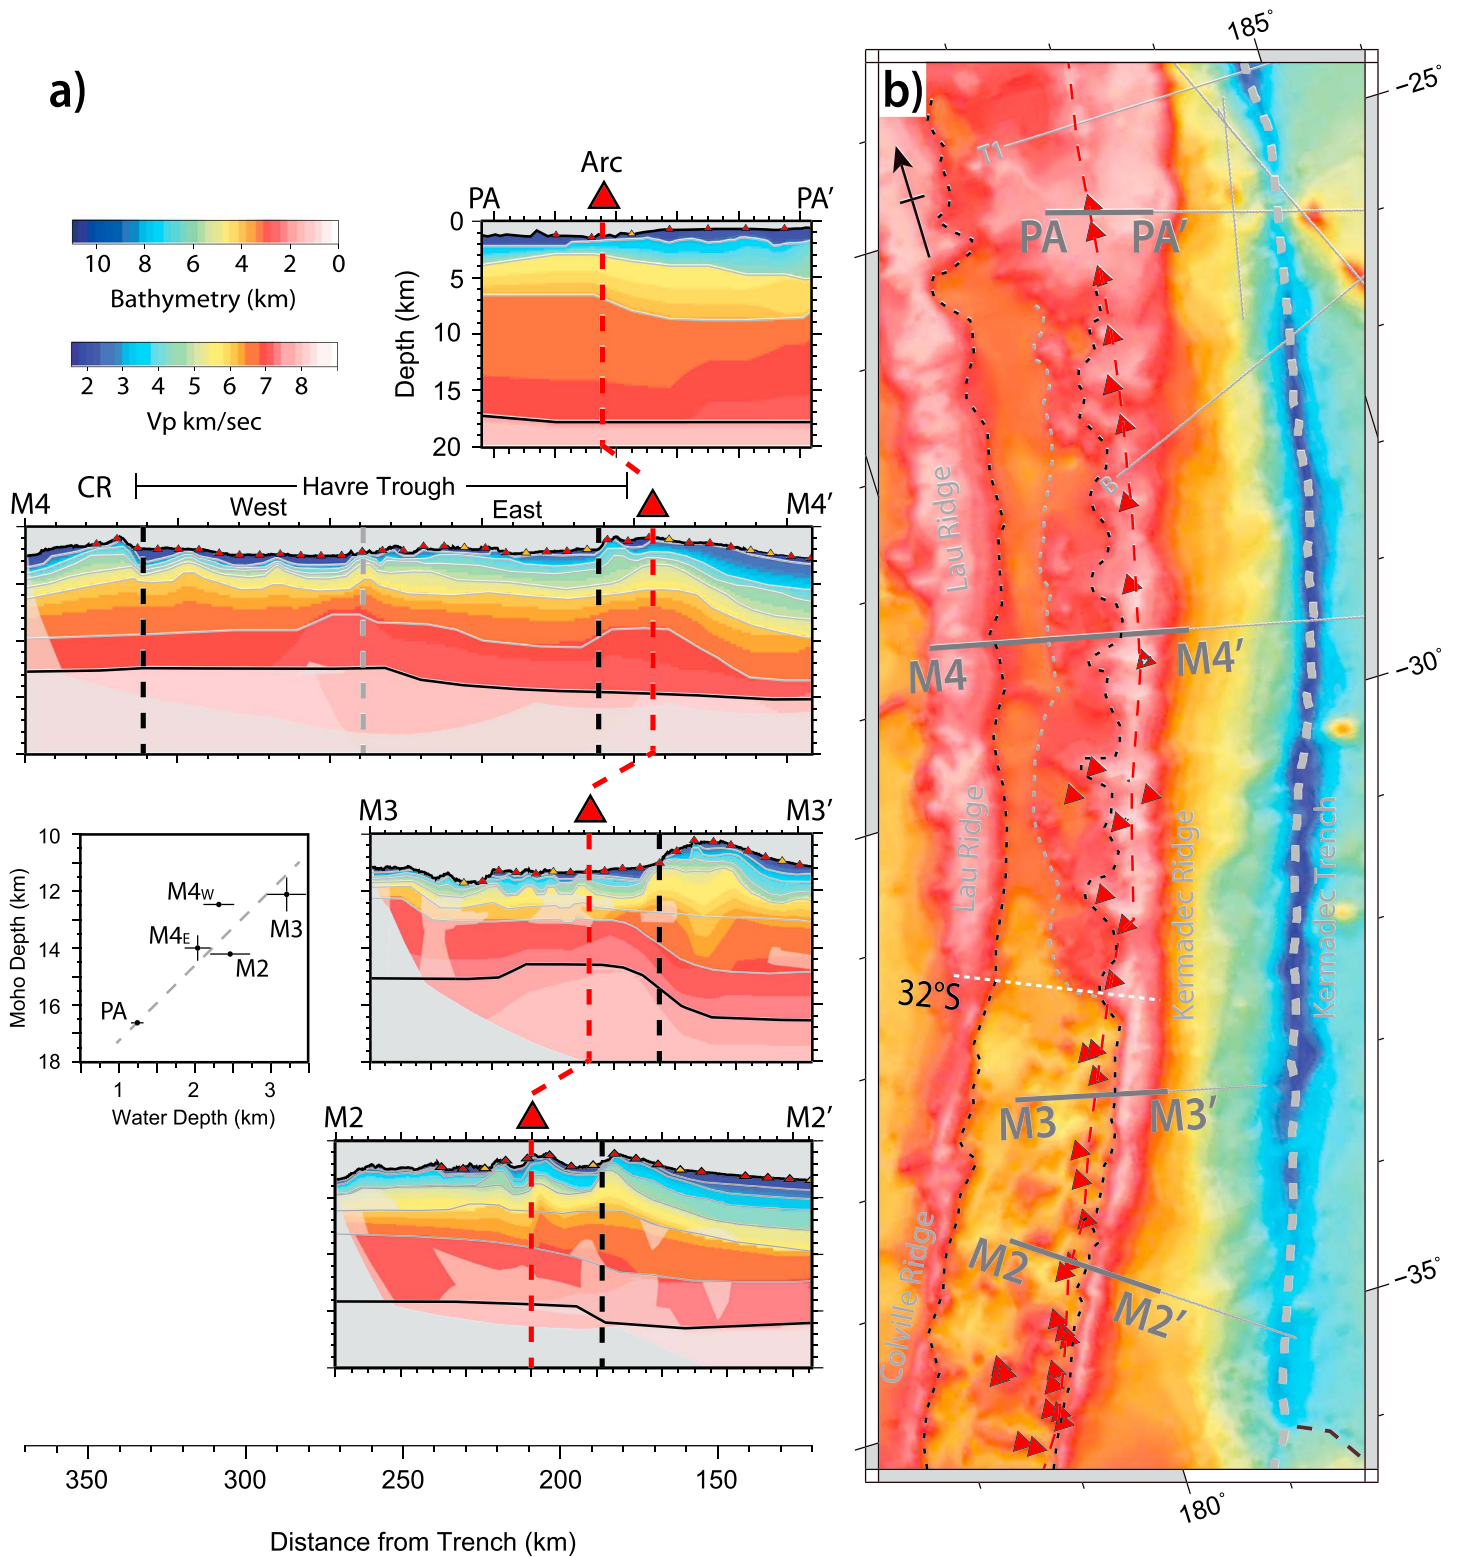 a)
Arc
PA PA′
0
5
10
15
20
Depth (km)
10 8 6 4 2 0
Bathymetry (km)
2 3 4 5 6 7 8
Vp km/sec
CR Havre Trough
M4 West East M4′
M3 M3′
10
12
14
16
18
Moho Depth (km)
M4W
M3
M4E
M2
PA
1 2 3
Water Depth (km)
M2 M2′
350 300 250 200 150
Distance from Trench (km)
b)
185°
−25°
T1
PA PA′
B
Lau Ridge
M4 M4′
−30°
Lau Ridge
Kermadec Ridge
Kermadec Trench
32°S
M3 M3′
Colville Ridge
M2 M2′
−35°
180°